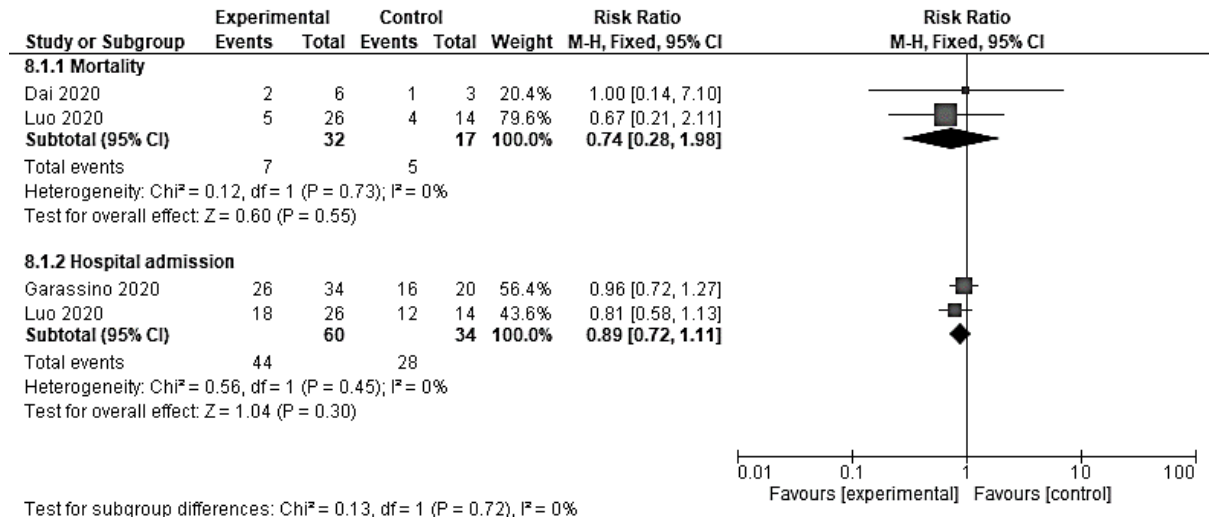 Experimental Control Risk Ratio Risk Ratio
Study or Subgroup Events Total Events Total Weight M-H, Fixed, 95% CI M-H, Fixed, 95% CI
8.1.1 Mortality
Dai 2020 2 6 1 3 20.4% 1.00 [0.14, 7.10]
Luo 2020 5 26 4 14 79.6% 0.67 [0.21, 2.11]
Subtotal (95% CI) 32 17 100.0% 0.74 [0.28, 1.98]
Total events 7 5
Heterogeneity: Chi² = 0.12, df = 1 (P = 0.73); I² = 0%
Test for overall effect: Z = 0.60 (P = 0.55)
8.1.2 Hospital admission
Garassino 2020 26 34 16 20 56.4% 0.96 [0.72, 1.27]
Luo 2020 18 26 12 14 43.6% 0.81 [0.58, 1.13]
Subtotal (95% CI) 60 34 100.0% 0.89 [0.72, 1.11]
Total events 44 28
Heterogeneity: Chi² = 0.56, df = 1 (P = 0.45); I² = 0%
Test for overall effect: Z = 1.04 (P = 0.30)
0.01 0.1 1 10 100
Favours [experimental] Favours [control]
Test for subgroup differences: Chi² = 0.13, df = 1 (P = 0.72), I² = 0%